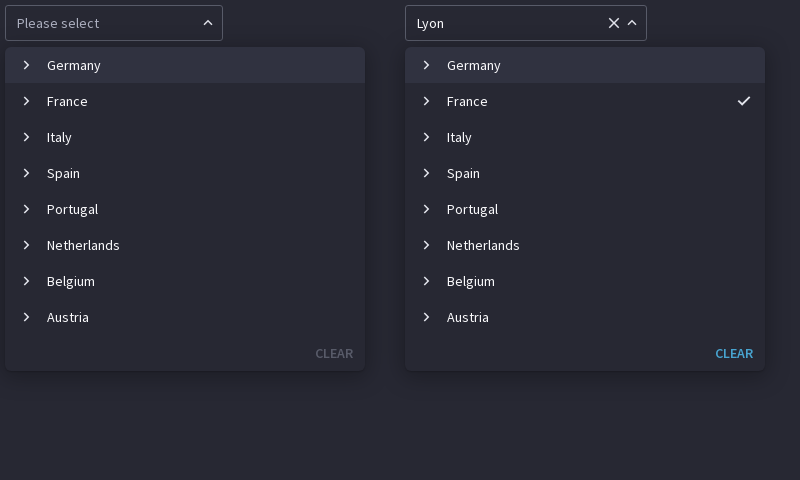 Please select
Germany
France
Italy
Spain
Portugal
Netherlands
Belgium
Austria
CLEAR
Lyon
Germany
France
Italy
Spain
Portugal
Netherlands
Belgium
Austria
CLEAR